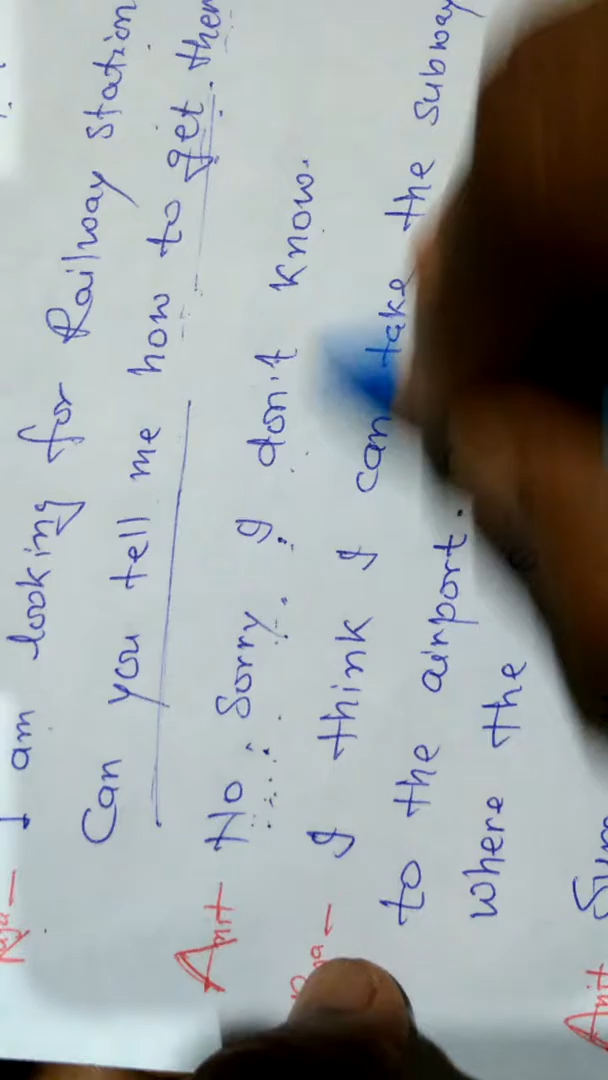 I am looking for Railway station
Can you tell me how to get
Amit No, Sorry. I don't know.
I think I can take the subway
to the airport.
where the
Amit